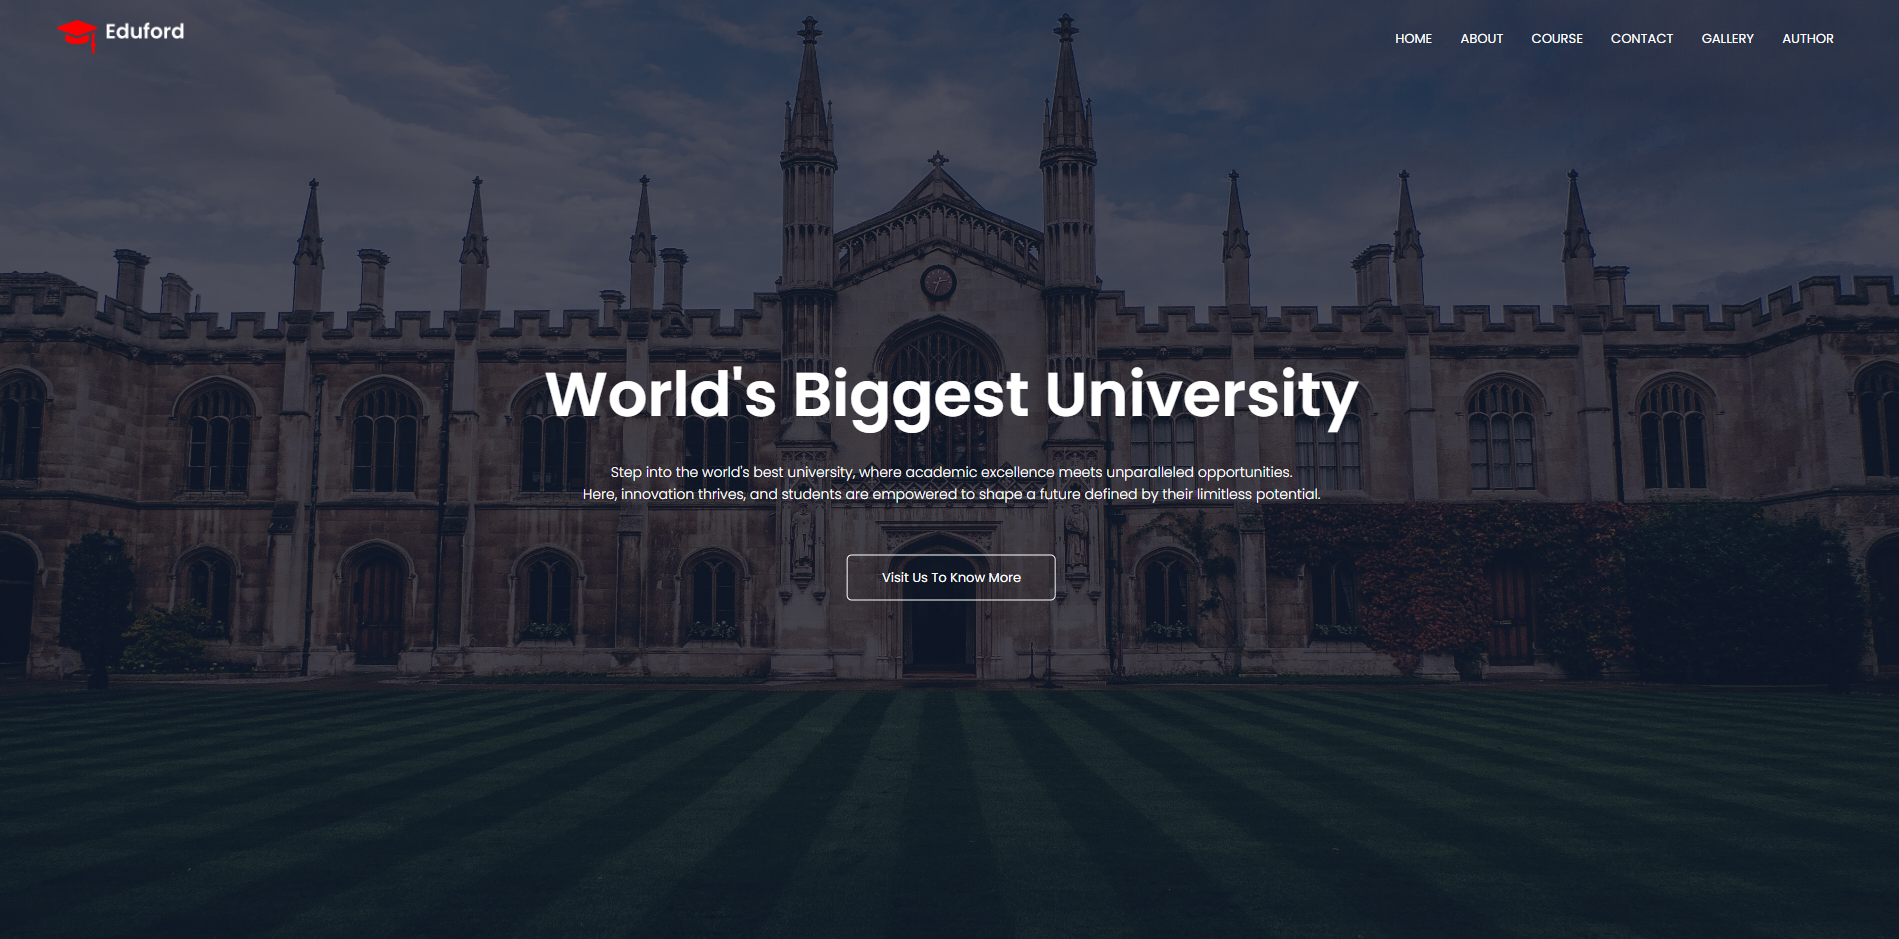 Eduford
HOME ABOUT COURSE CONTACT GALLERY AUTHOR
World's Biggest University
Step into the world's best university, where academic excellence meets unparalleled opportunities.
Here, innovation thrives, and students are empowered to shape a future defined by their limitless potential.
Visit Us To Know More